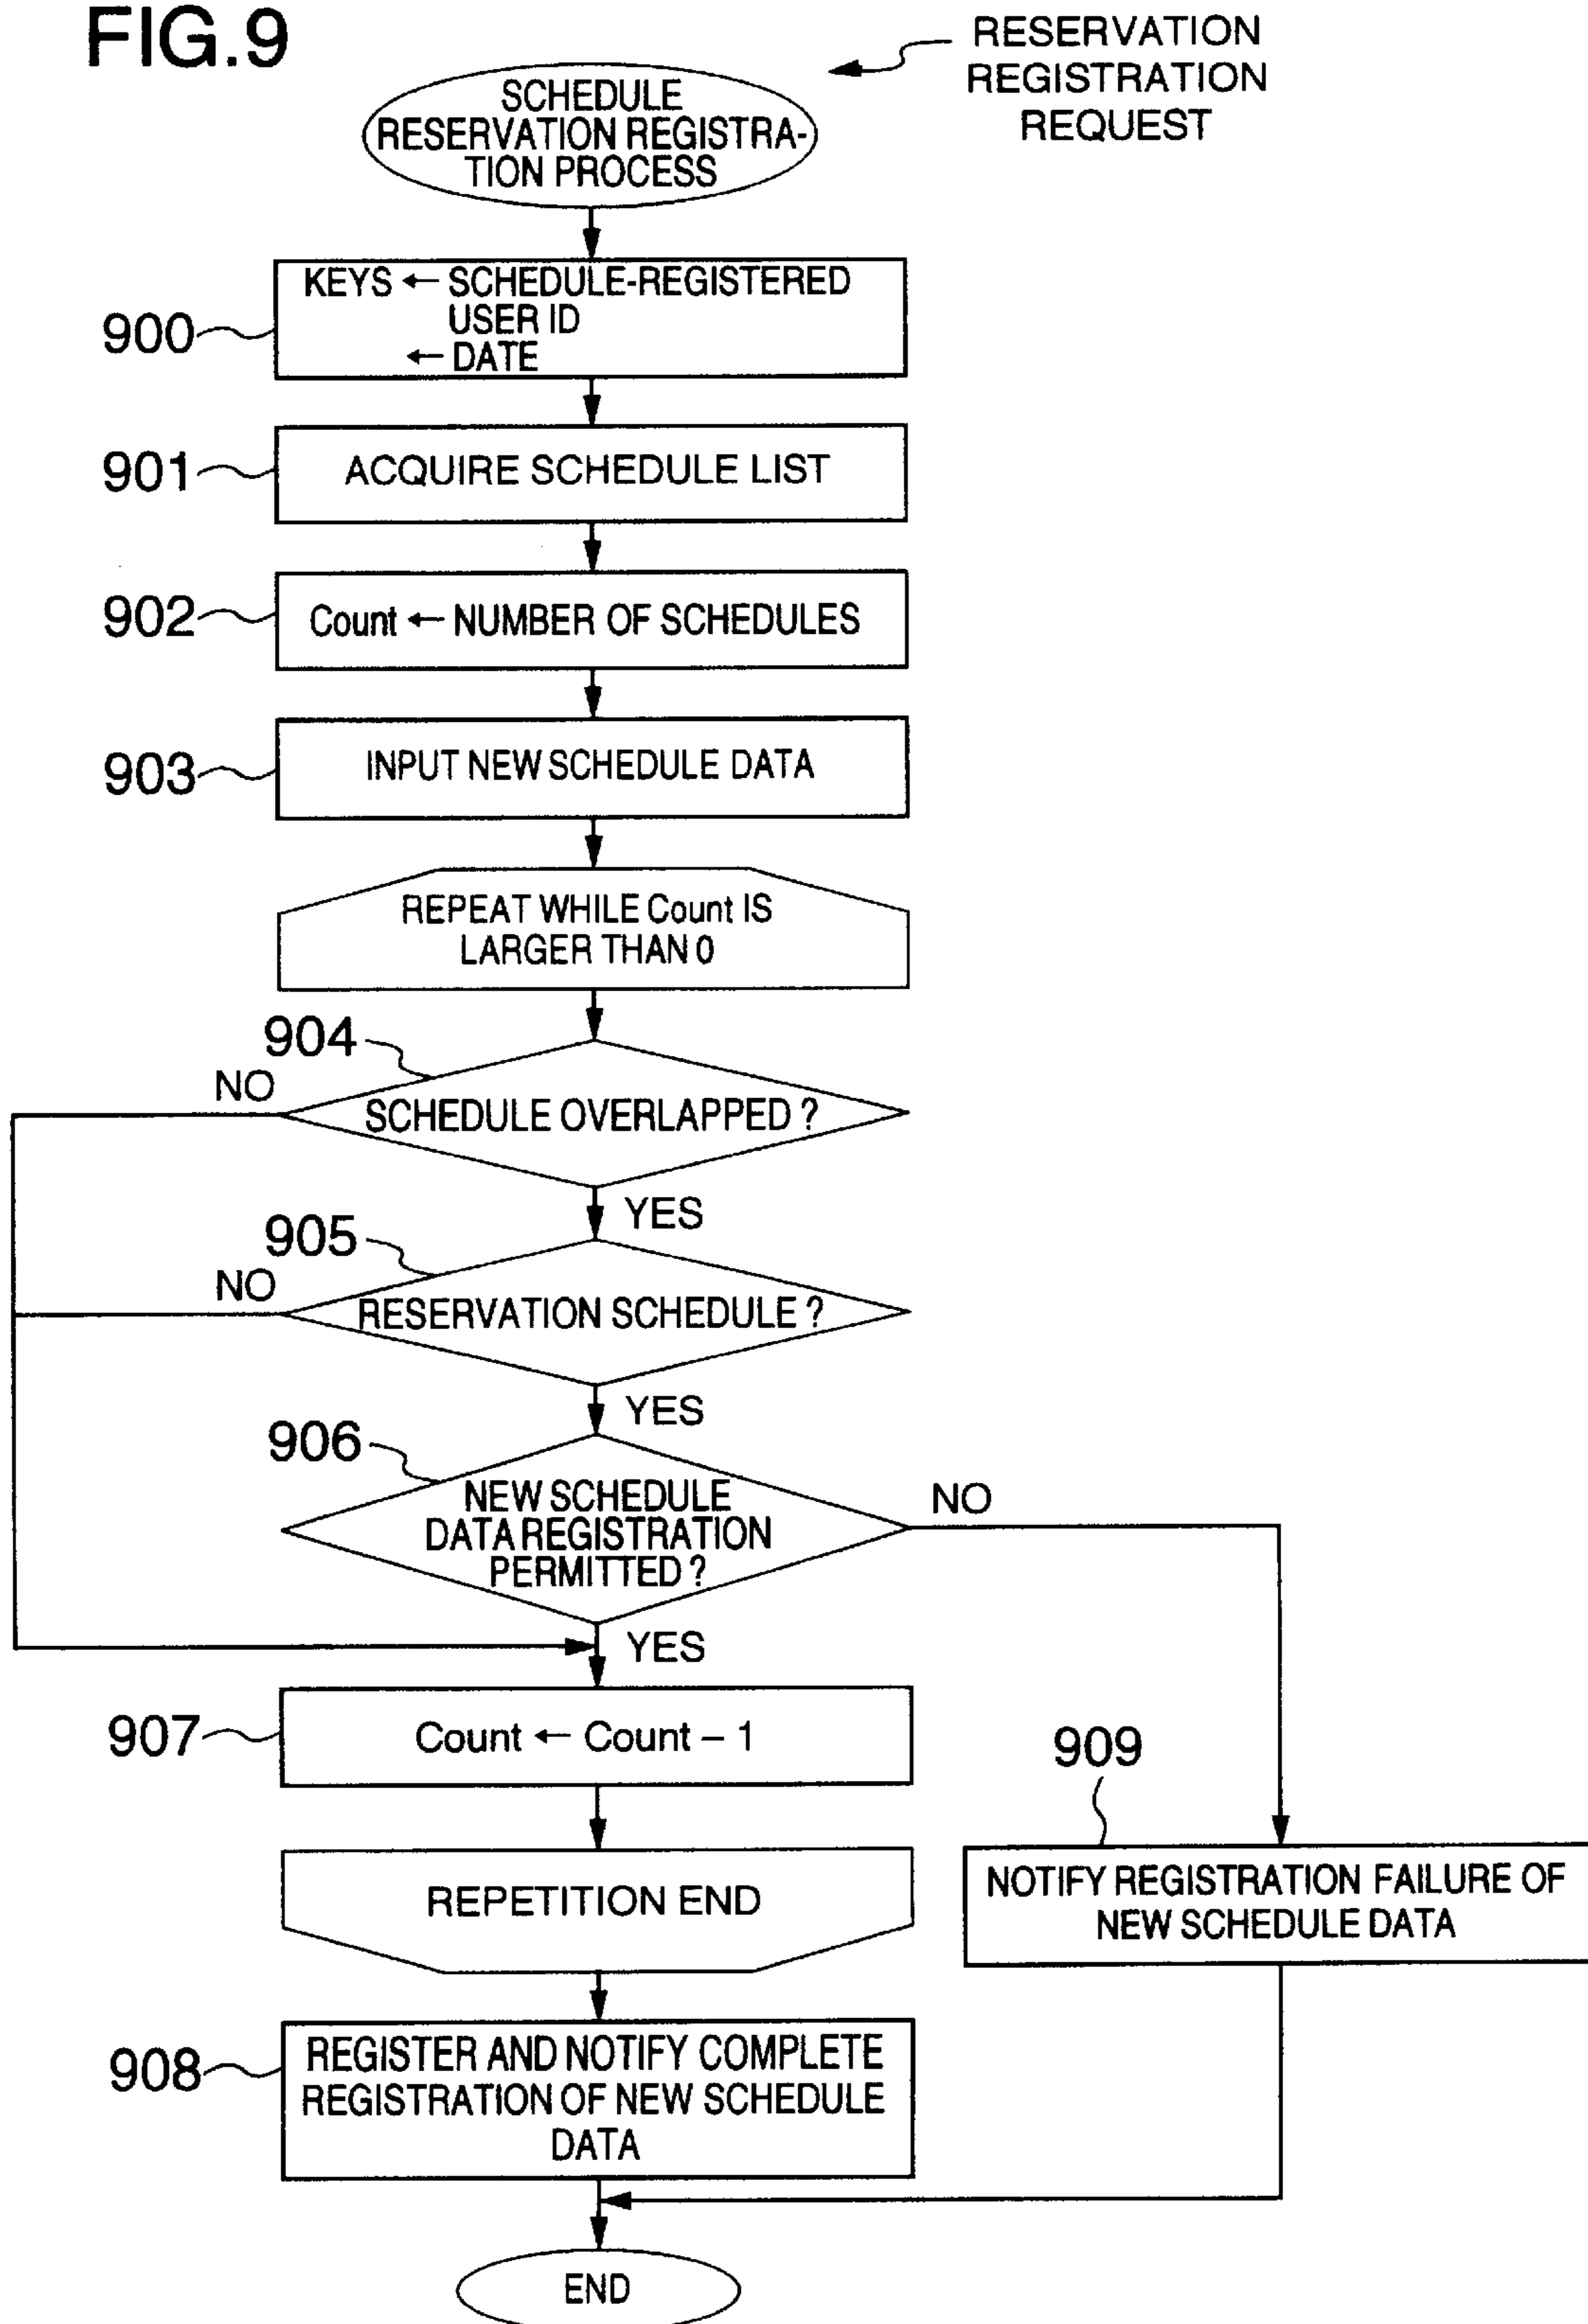 FIG.9
RESERVATION
REGISTRATION
REQUEST
SCHEDULE
RESERVATION REGISTRA-
TION PROCESS
900
KEYS ← SCHEDULE-REGISTERED
USER ID
← DATE
901
ACQUIRE SCHEDULE LIST
902
Count ← NUMBER OF SCHEDULES
903
INPUT NEW SCHEDULE DATA
REPEAT WHILE Count IS
LARGER THAN 0
904
NO
SCHEDULE OVERLAPPED ?
YES
905
NO
RESERVATION SCHEDULE ?
YES
906
NEW SCHEDULE
DATA REGISTRATION
PERMITTED ?
NO
YES
907
Count ← Count – 1
909
REPETITION END
NOTIFY REGISTRATION FAILURE OF
NEW SCHEDULE DATA
908
REGISTER AND NOTIFY COMPLETE
REGISTRATION OF NEW SCHEDULE
DATA
END